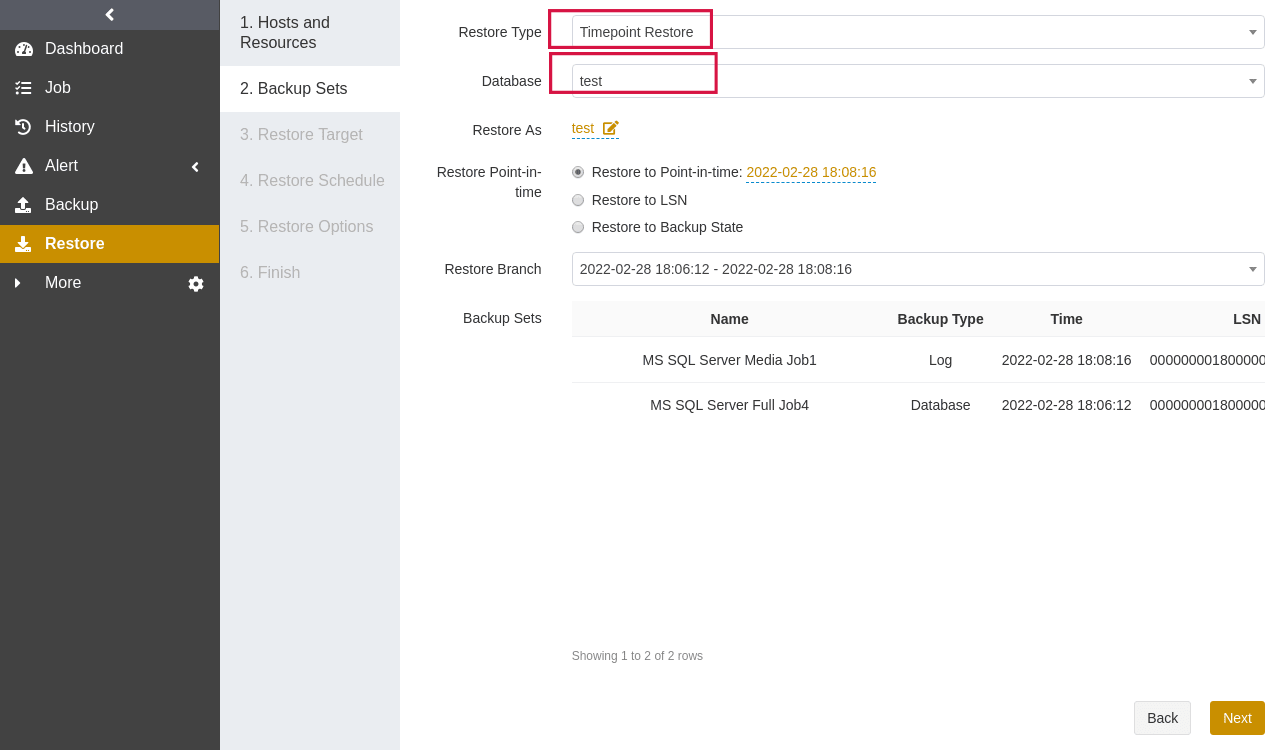 Dashboard
Job
History
Alert
Backup
Restore
More
1. Hosts and
Resources
2. Backup Sets
3. Restore Target
4. Restore Schedule
5. Restore Options
6. Finish
Restore Type Timepoint Restore
Database test
Restore As test
Restore Point-in-
time
Restore to Point-in-time: 2022-02-28 18:08:16
Restore to LSN
Restore to Backup State
Restore Branch 2022-02-28 18:06:12 - 2022-02-28 18:08:16
Backup Sets
Name Backup Type Time LSN
MS SQL Server Media Job1 Log 2022-02-28 18:08:16 0000000018000000
MS SQL Server Full Job4 Database 2022-02-28 18:06:12 0000000018000000
Showing 1 to 2 of 2 rows
Back Next